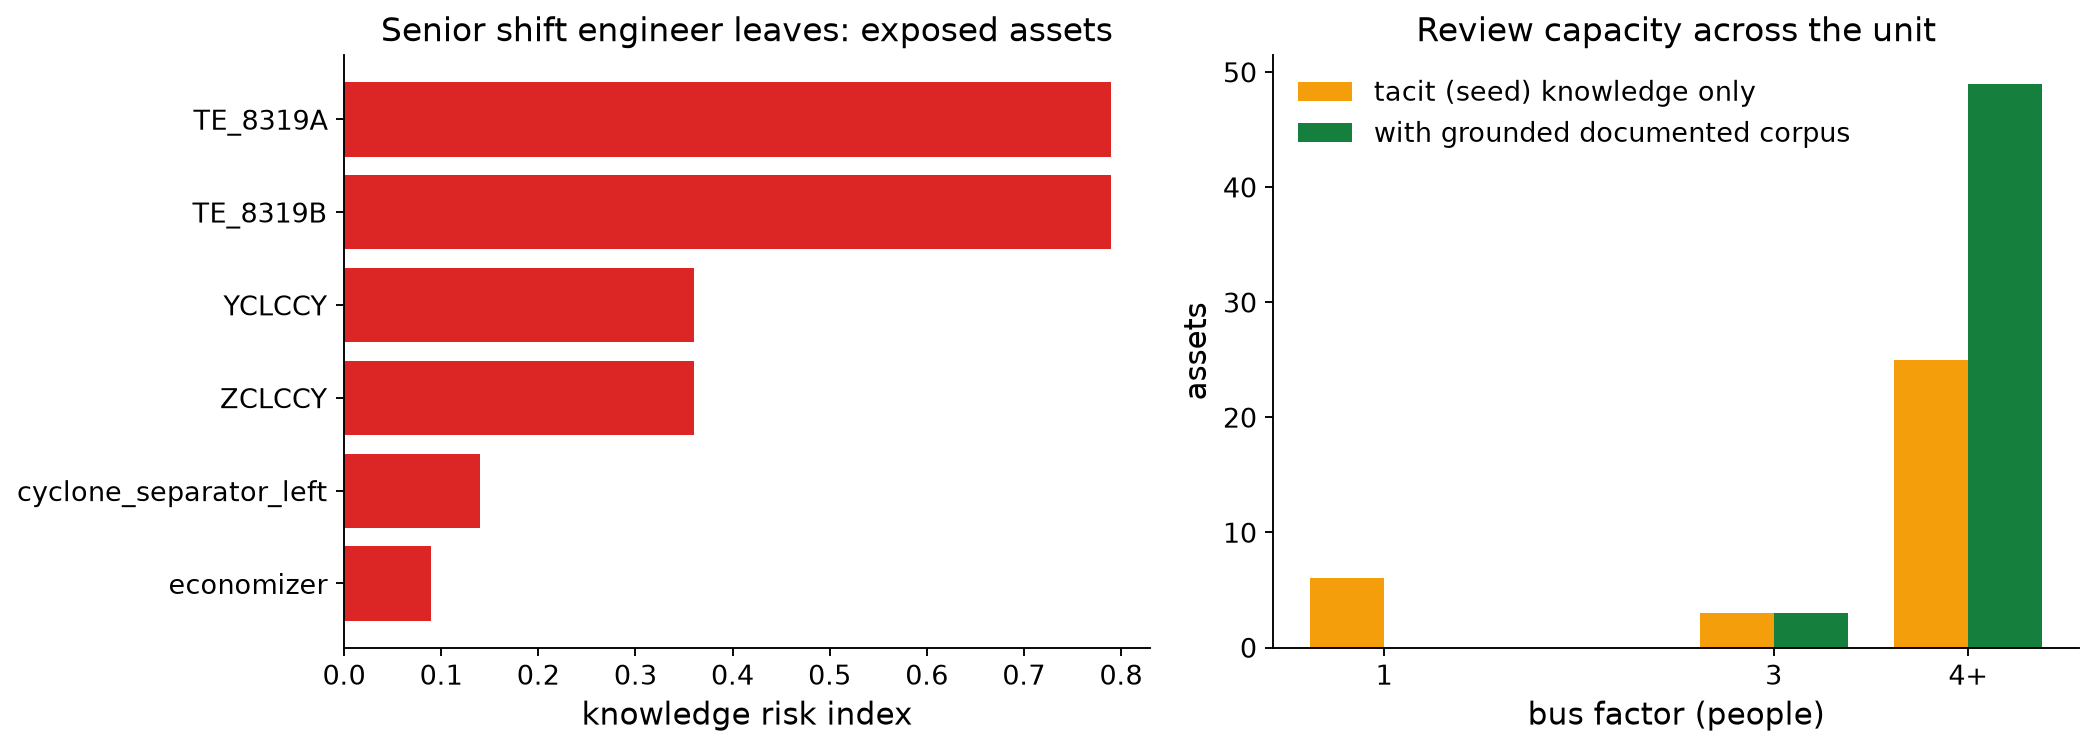 Senior shift engineer leaves: exposed assets
TE_8319A
TE_8319B
YCLCCY
ZCLCCY
cyclone_separator_left
economizer
0.0 0.1 0.2 0.3 0.4 0.5 0.6 0.7 0.8
knowledge risk index
Review capacity across the unit
tacit (seed) knowledge only
with grounded documented corpus
assets
50
40
30
20
10
0
1 3 4+
bus factor (people)